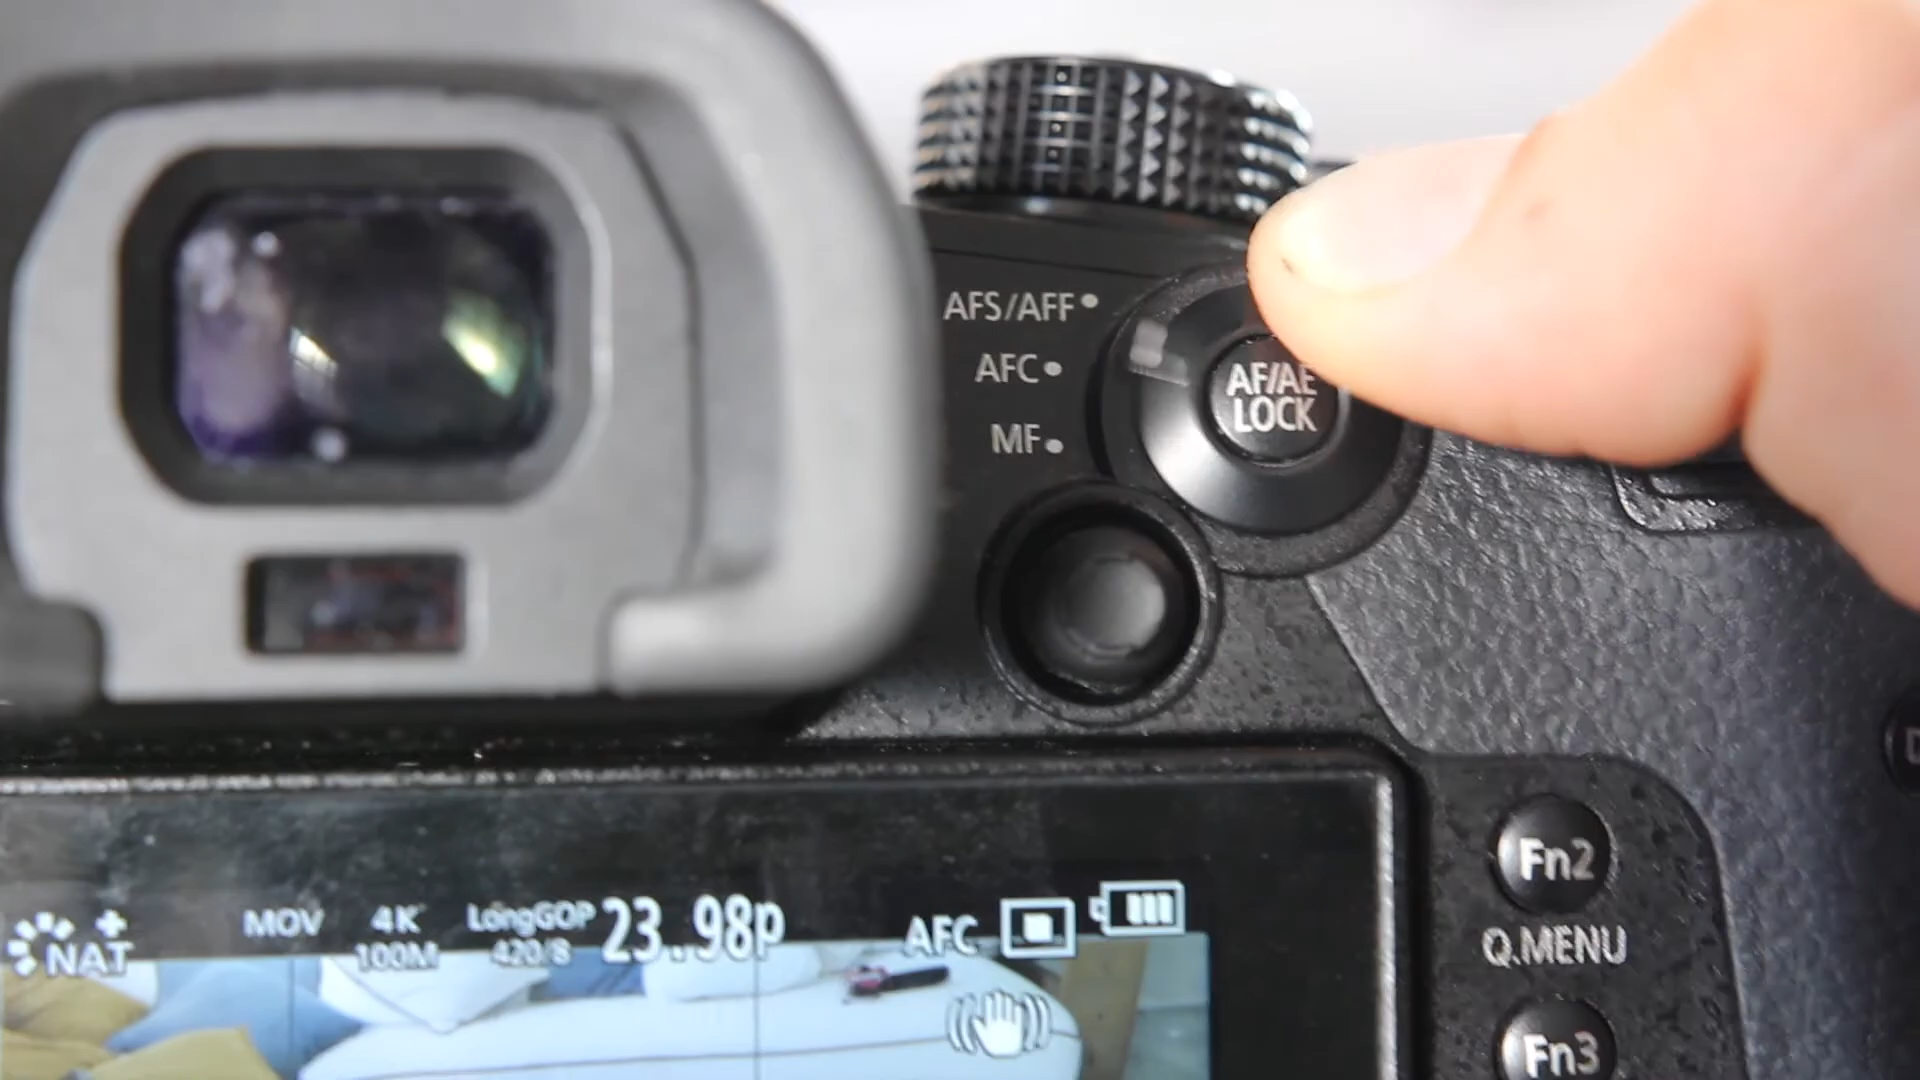 AFS/AFF
AFC
MF
AF/AE
LOCK
Fn2
Q.MENU
Fn3
NAT
MOV
4K
100M
LongGOP
420/8
23.98p
AFC